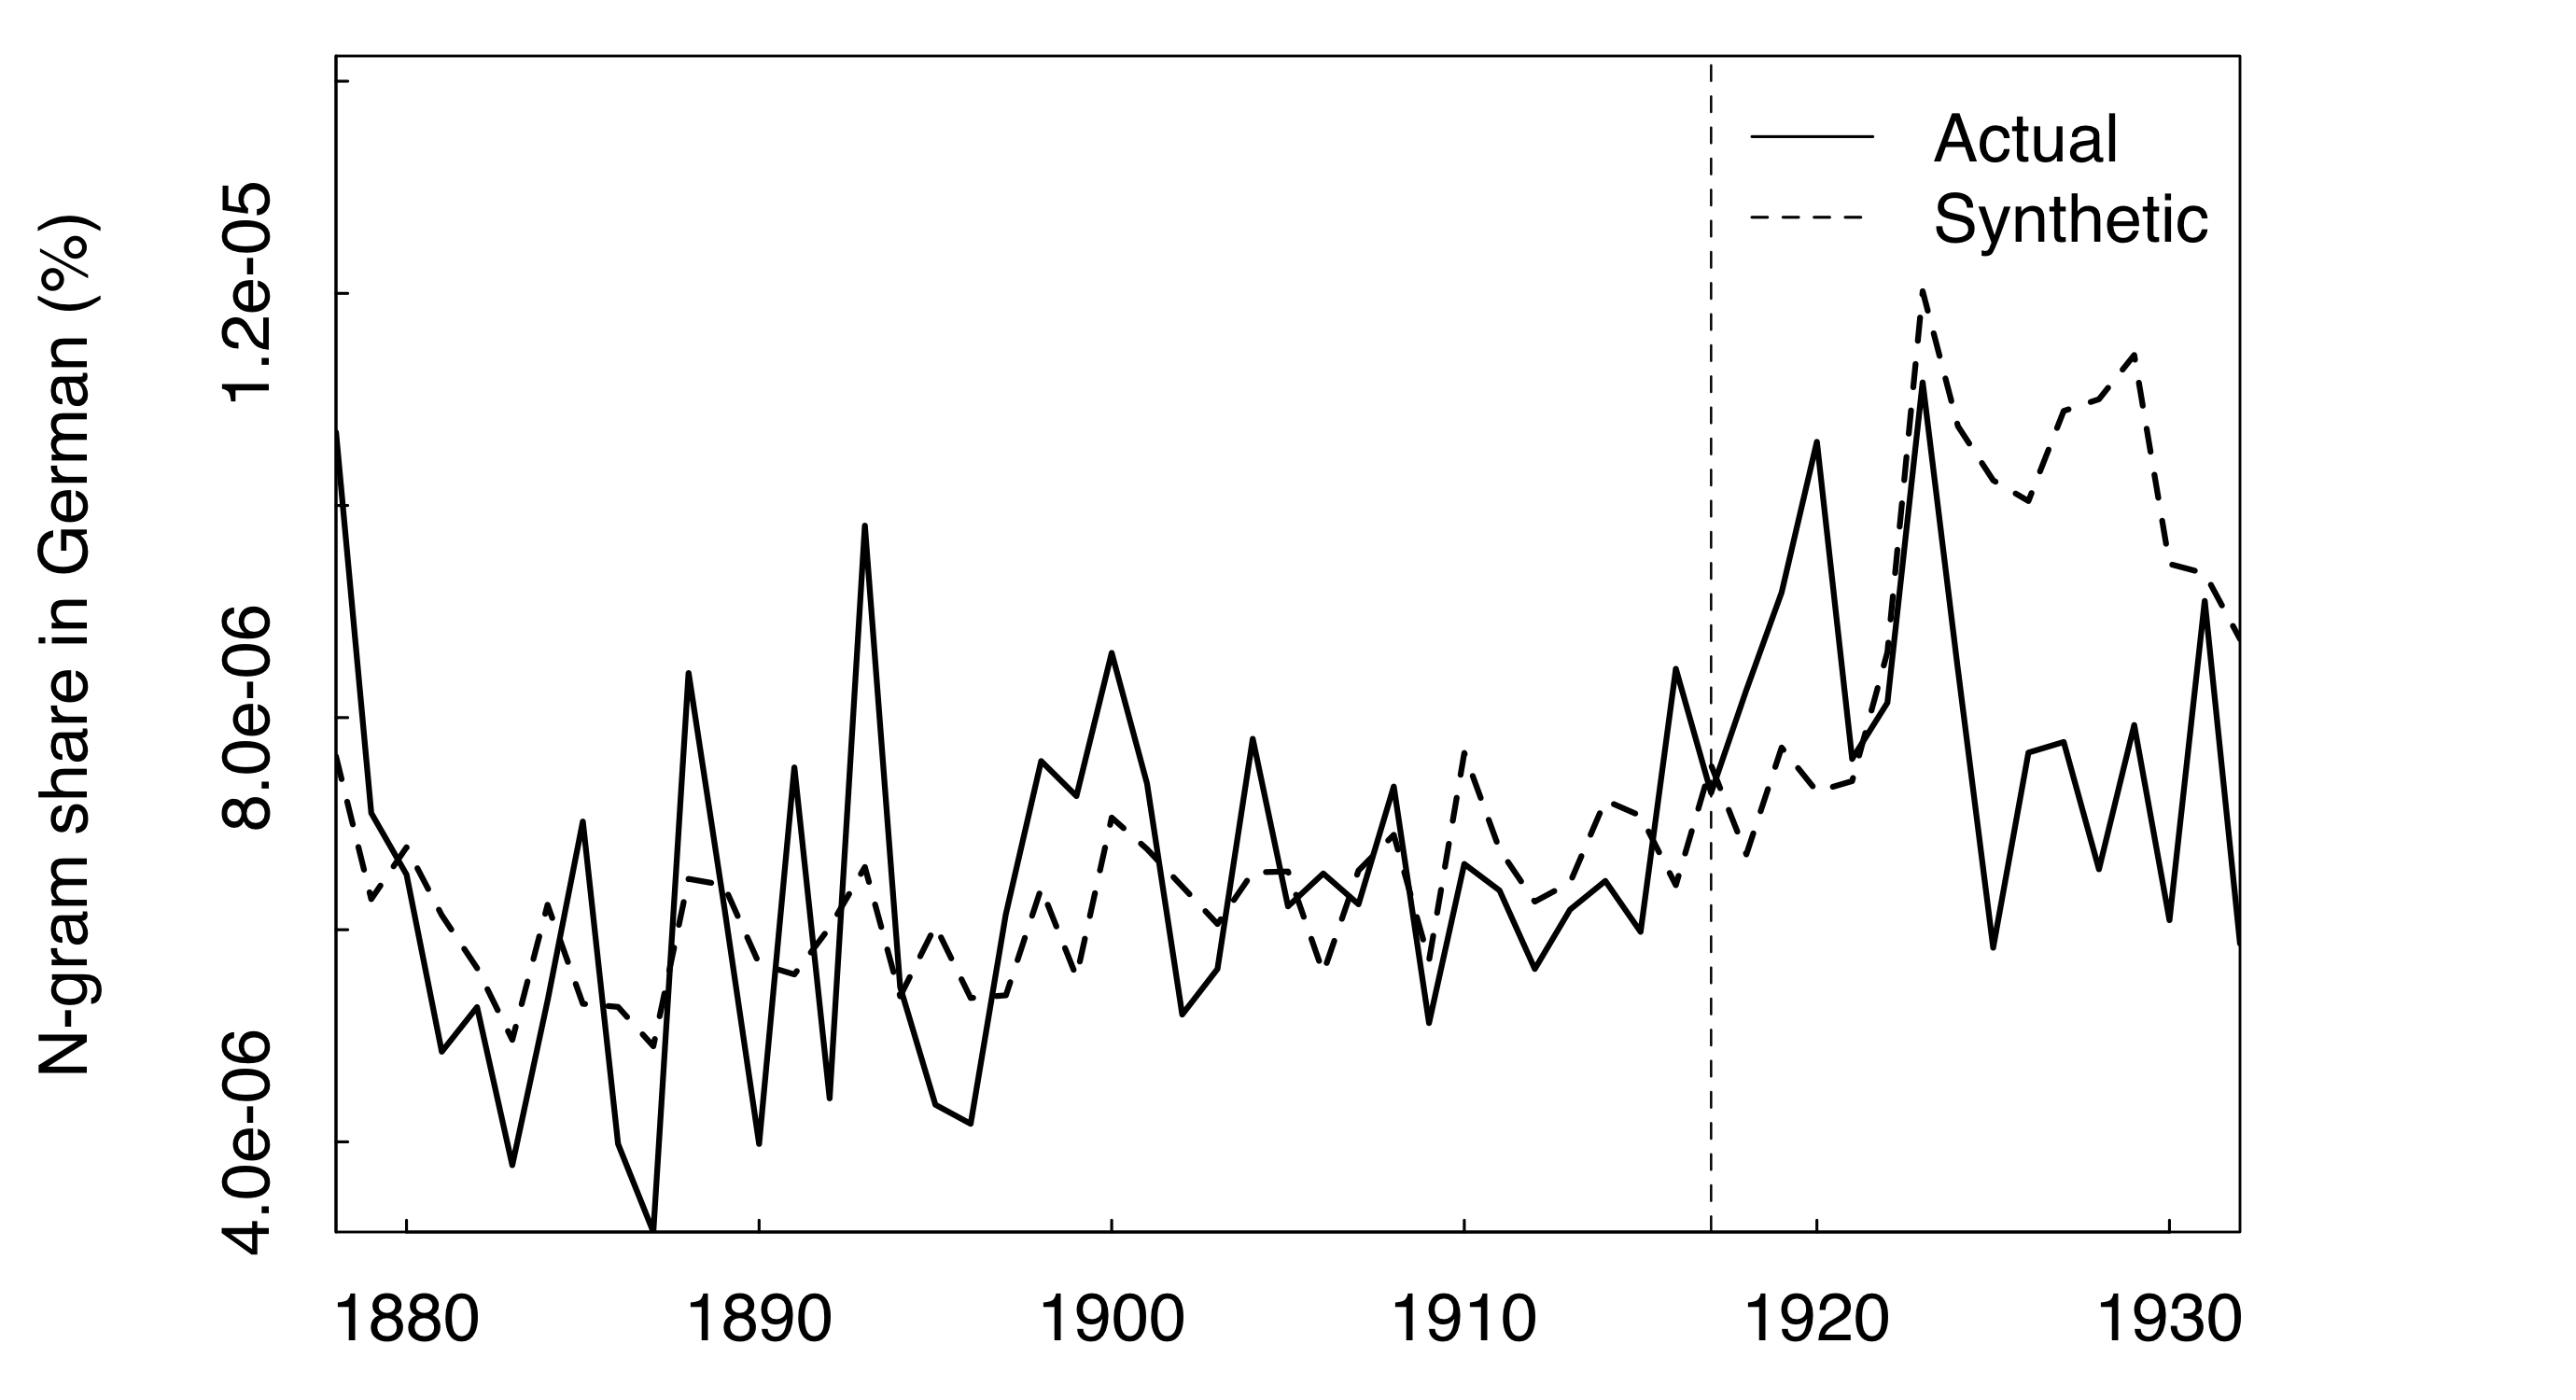 N-gram share in German (%)
1.2e-05
8.0e-06
4.0e-06
Actual
Synthetic
1880 1890 1900 1910 1920 1930